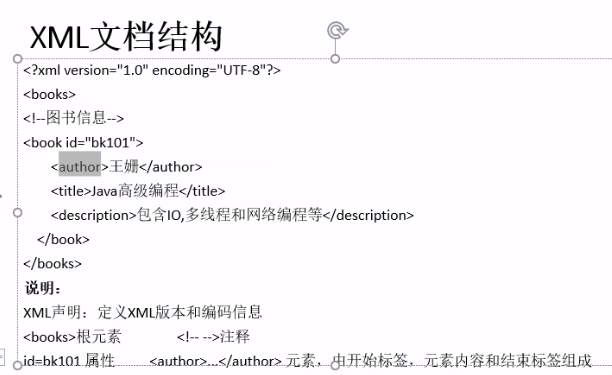 XML文档结构
<?xml version="1.0" encoding="UTF-8"?>
<books>
<!--图书信息-->
<book id="bk101">
<author>王姗</author>
<title>Java高级编程</title>
<description>包含IO,多线程和网络编程等</description>
</book>
</books>
说明：
XML声明：定义XML版本和编码信息
<books>根元素 <!-- -->注释
id=bk101 属性 <author>...</author> 元素，由开始标签，元素内容和结束标签组成